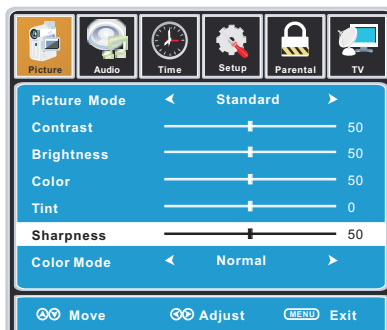 Picture Audio Time Setup Parental TV
Picture Mode Standard
Contrast 50
Brightness 50
Color 50
Tint 0
Sharpness 50
Color Mode Normal
Move Adjust MENU Exit